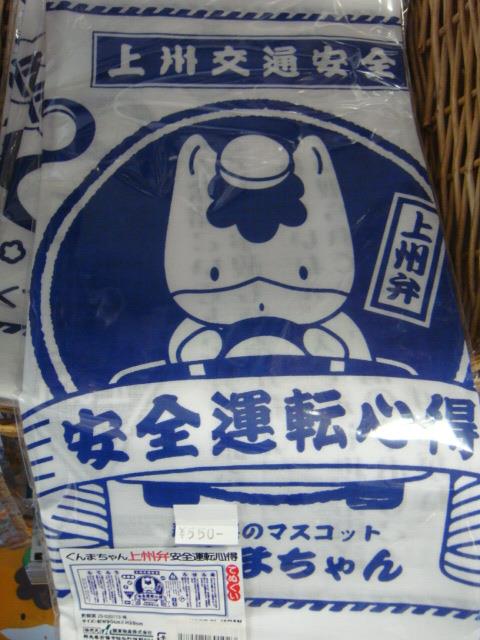 上州交通安全
上州弁
安全運転心得
¥550-
のマスコット
まちゃん
ぐんまちゃん上州弁安全運転心得